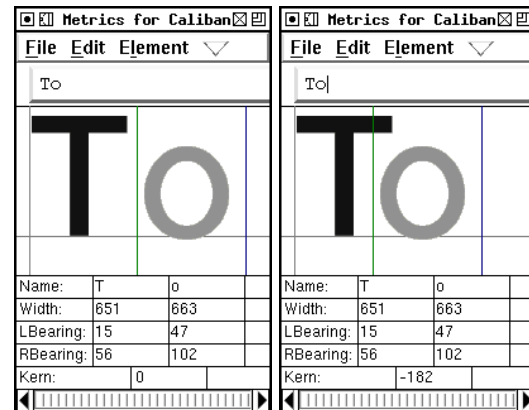 Metrics for Caliban
File Edit Element
To
To
Name: T o
Width: 651 663
LBearing: 15 47
RBearing: 56 102
Kern: 0
Metrics for Caliban
File Edit Element
To
To
Name: T o
Width: 651 663
LBearing: 15 47
RBearing: 56 102
Kern: -182